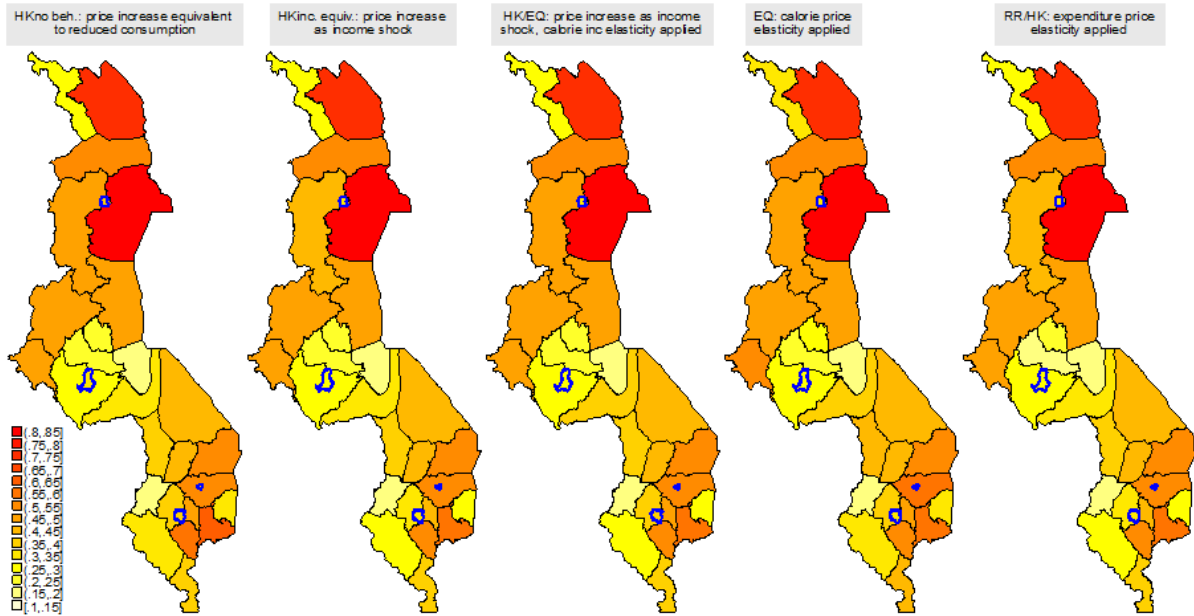 HKno beh.: price increase equivalent
to reduced consumption
HKinc. equiv.: price increase
as income shock
HK/EQ: price increase as income
shock, calorie inc elasticity applied
EQ: calorie price
elasticity applied
RR/HK: expenditure price
elasticity applied
(.8,.85]
(.75,.8]
(.7,.75]
(.65,.7]
(.6,.65]
(.55,.6]
(.5,.55]
(.45,.5]
(.4,.45]
(.35,.4]
(.3,.35]
(.25,.3]
(.2,.25]
(.15,.2]
[.1,.15]